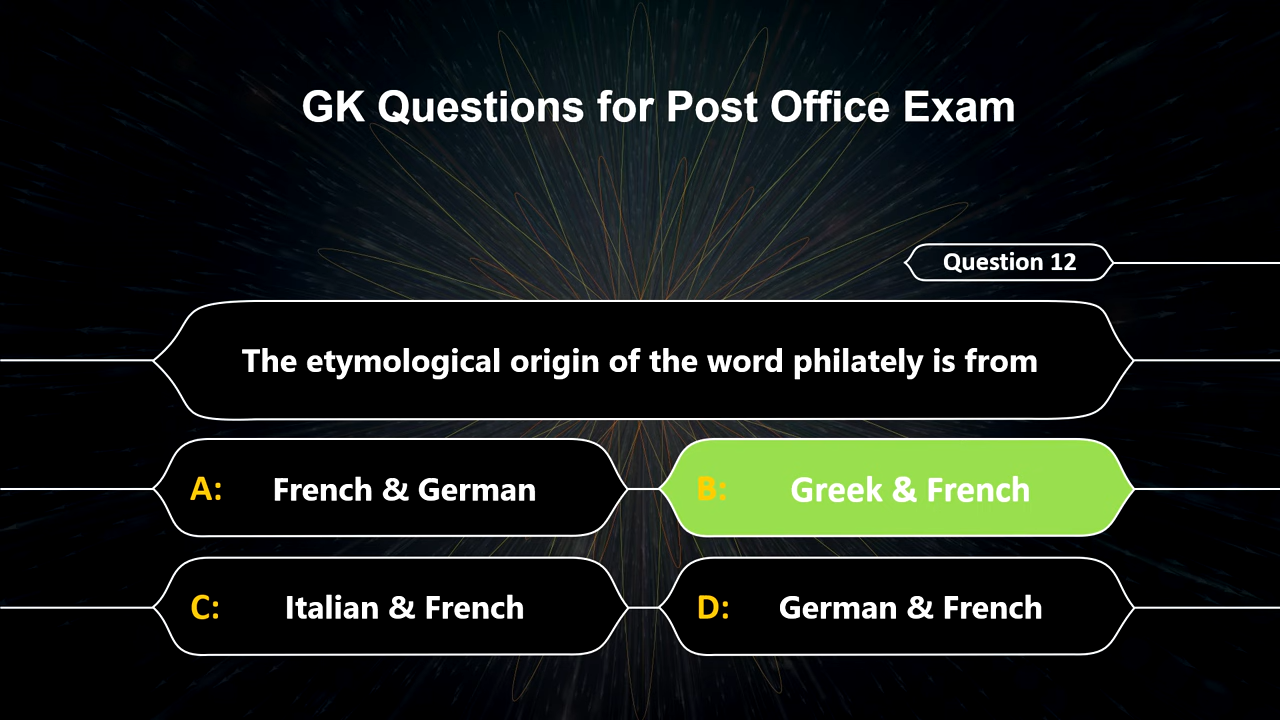 GK Questions for Post Office Exam
Question 12
The etymological origin of the word philately is from
A: French & German
B: Greek & French
C: Italian & French
D: German & French